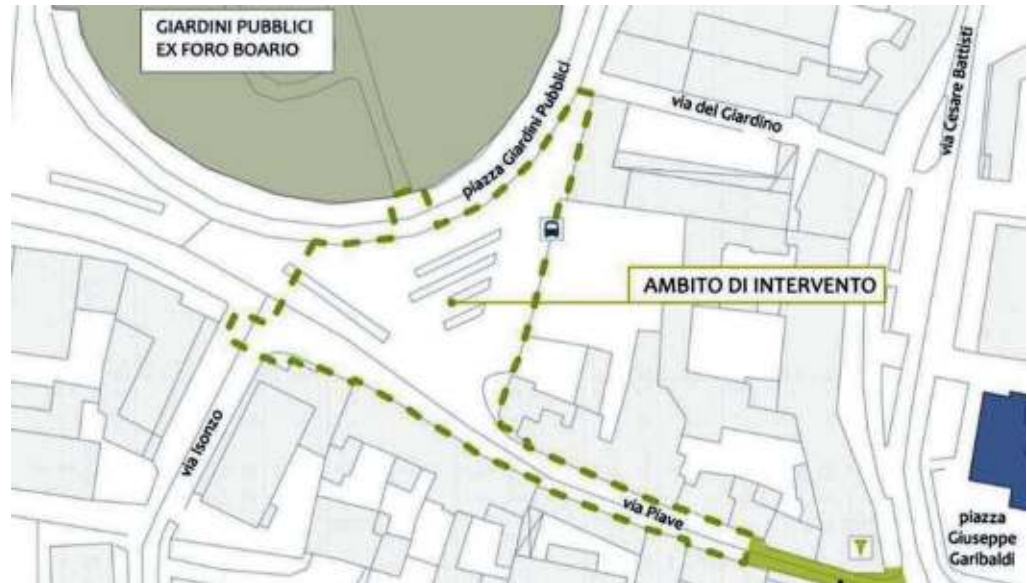 GIARDINI PUBBLICI
EX FORO BOARIO
piazza Giardini Pubblici
via del Giardino
via Cesare Battisti
AMBITO DI INTERVENTO
via Isonzo
via Piave
piazza
Giuseppe
Garibaldi